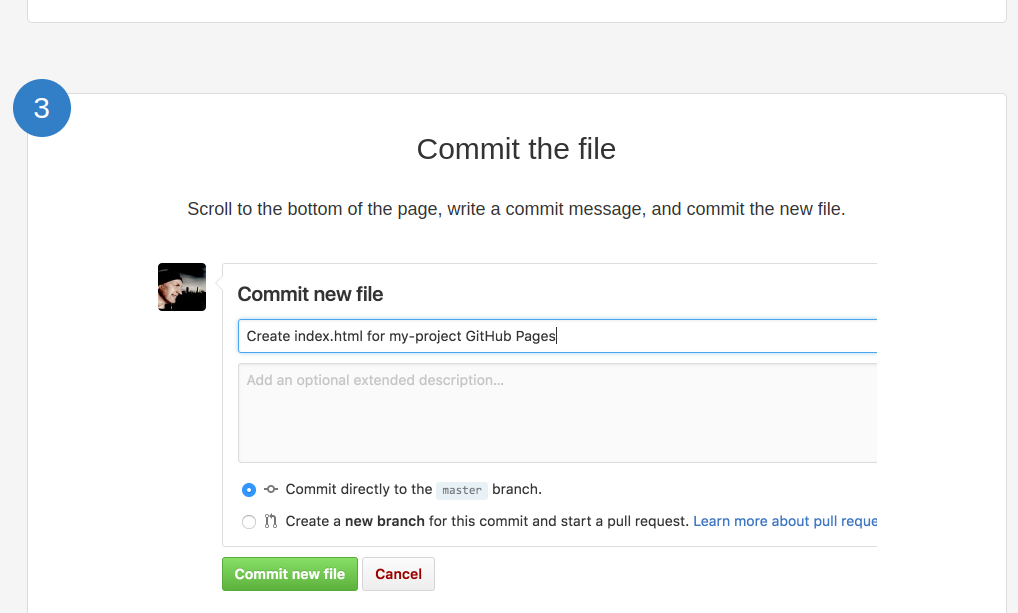 3
Commit the file
Scroll to the bottom of the page, write a commit message, and commit the new file.
Commit new file
Create index.html for my-project GitHub Pages
Add an optional extended description…
Commit directly to the master branch.
Create a new branch for this commit and start a pull request. Learn more about pull reque
Commit new file
Cancel